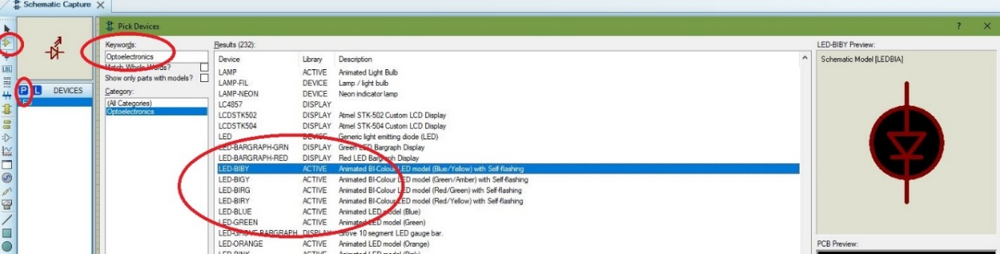 Schematic Capture X
Pick Devices ? X
Keywords:
Optoelectronics
Match Whole Words?
Show only parts with models?
Category:
(All Categories)
Optoelectronics
P L DEVICES
LED
LBL
Results (232):
Device Library Description
LAMP ACTIVE Animated Light Bulb
LAMP-FIL DEVICE Lamp / light bulb
LAMP-NEON DEVICE Neon indicator lamp
LC4857 DISPLAY
LCDSTK502 DISPLAY Atmel STK-502 Custom LCD Display
LCDSTK504 DISPLAY Atmel STK-504 Custom LCD Display
LED DEVICE Generic light emitting diode (LED)
LED-BARGRAPH-GRN DISPLAY Green LED Bargraph Display
LED-BARGRAPH-RED DISPLAY Red LED Bargraph Display
LED-BIBY ACTIVE Animated BI-Colour LED model (Blue/Yellow) with Self-flashing
LED-BIGY ACTIVE Animated BI-Colour LED model (Green/Amber) with Self-flashing
LED-BIRG ACTIVE Animated BI-Colour LED model (Red/Green) with Self-flashing
LED-BIRY ACTIVE Animated BI-Colour LED model (Red/Yellow) with Self-flashing
LED-BLUE ACTIVE Animated LED model (Blue)
LED-GREEN ACTIVE Animated LED model (Green)
LED-GROVE-BARGRAPH DISPLAY Grove 10 segment LED gauge bar.
LED-ORANGE ACTIVE Animated LED model (Orange)
LED-PINK ACTIVE Animated LED model (Pink)
LED-BIBY Preview:
Schematic Model [LEDBIA]
PCB Preview: